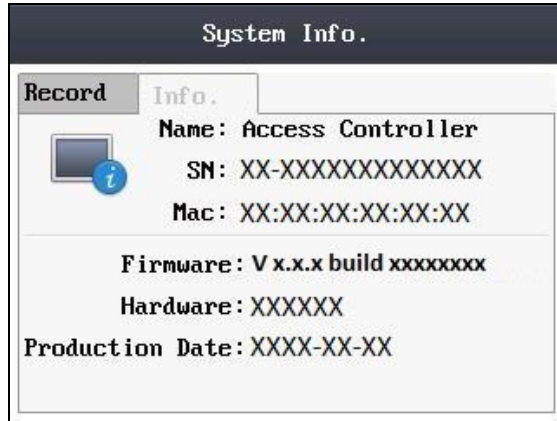 System Info.
Record Info.
Name: Access Controller
SN: XX-XXXXXXXXXXXXX
Mac: XX:XX:XX:XX:XX:XX
Firmware: V x.x.x build xxxxxxxx
Hardware: XXXXXX
Production Date: XXXX-XX-XX